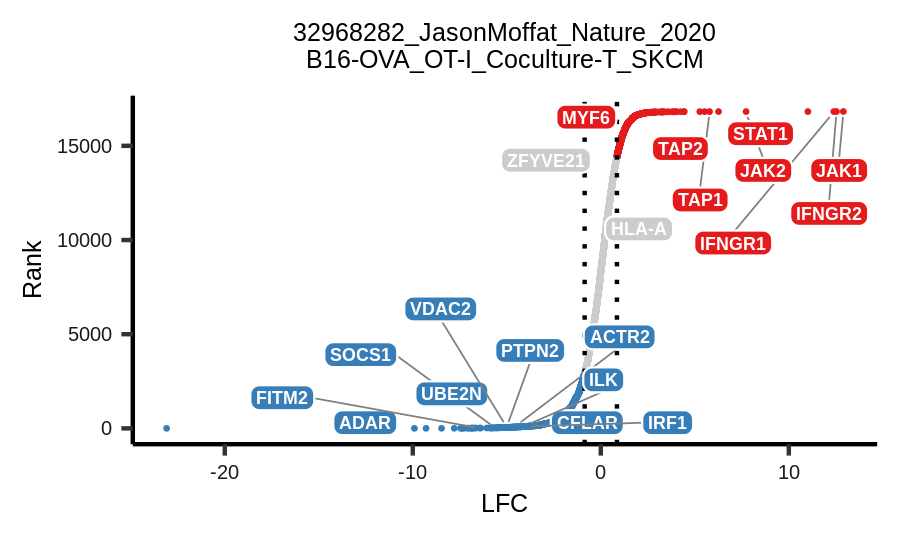 32968282_JasonMoffat_Nature_2020
B16-OVA_OT-I_Coculture-T_SKCM
MYF6
STAT1
TAP2
ZFYVE21
JAK2
JAK1
TAP1
IFNGR2
HLA-A
IFNGR1
VDAC2
ACTR2
PTPN2
SOCS1
ILK
UBE2N
FITM2
ADAR
CFLAR
IRF1
15000
10000
5000
0
Rank
-20
-10
0
10
LFC